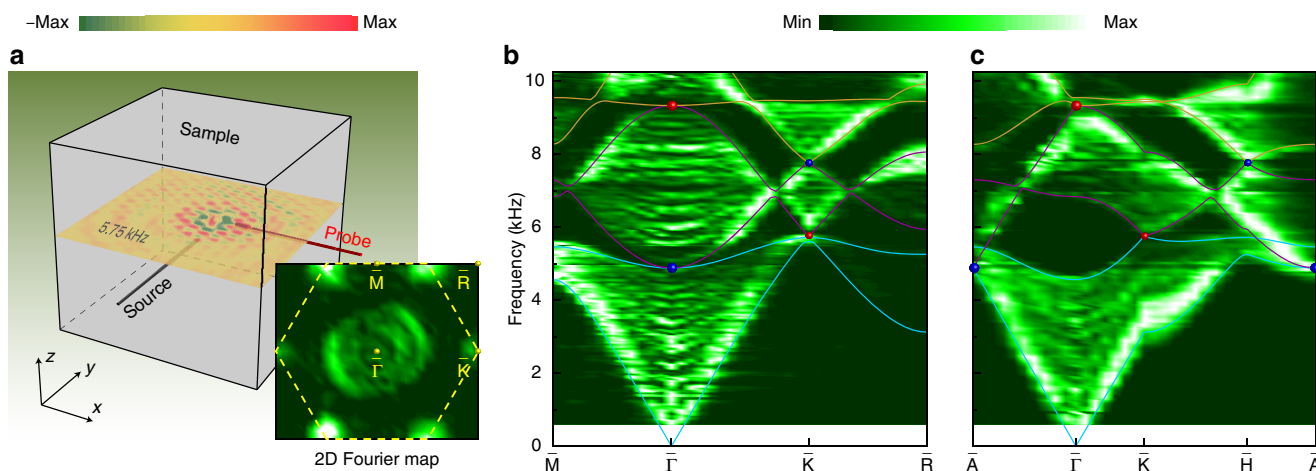 –Max Max
Min Max
a
Sample
5.75 kHz
Probe
Source
z
y
x
M̄
R̄
Γ̄
K̄
2D Fourier map
b
Frequency (kHz)
10
8
6
4
2
0
M̄ Γ̄ K̄ R̄
c
Ā Γ̄ K̄ H̄ A